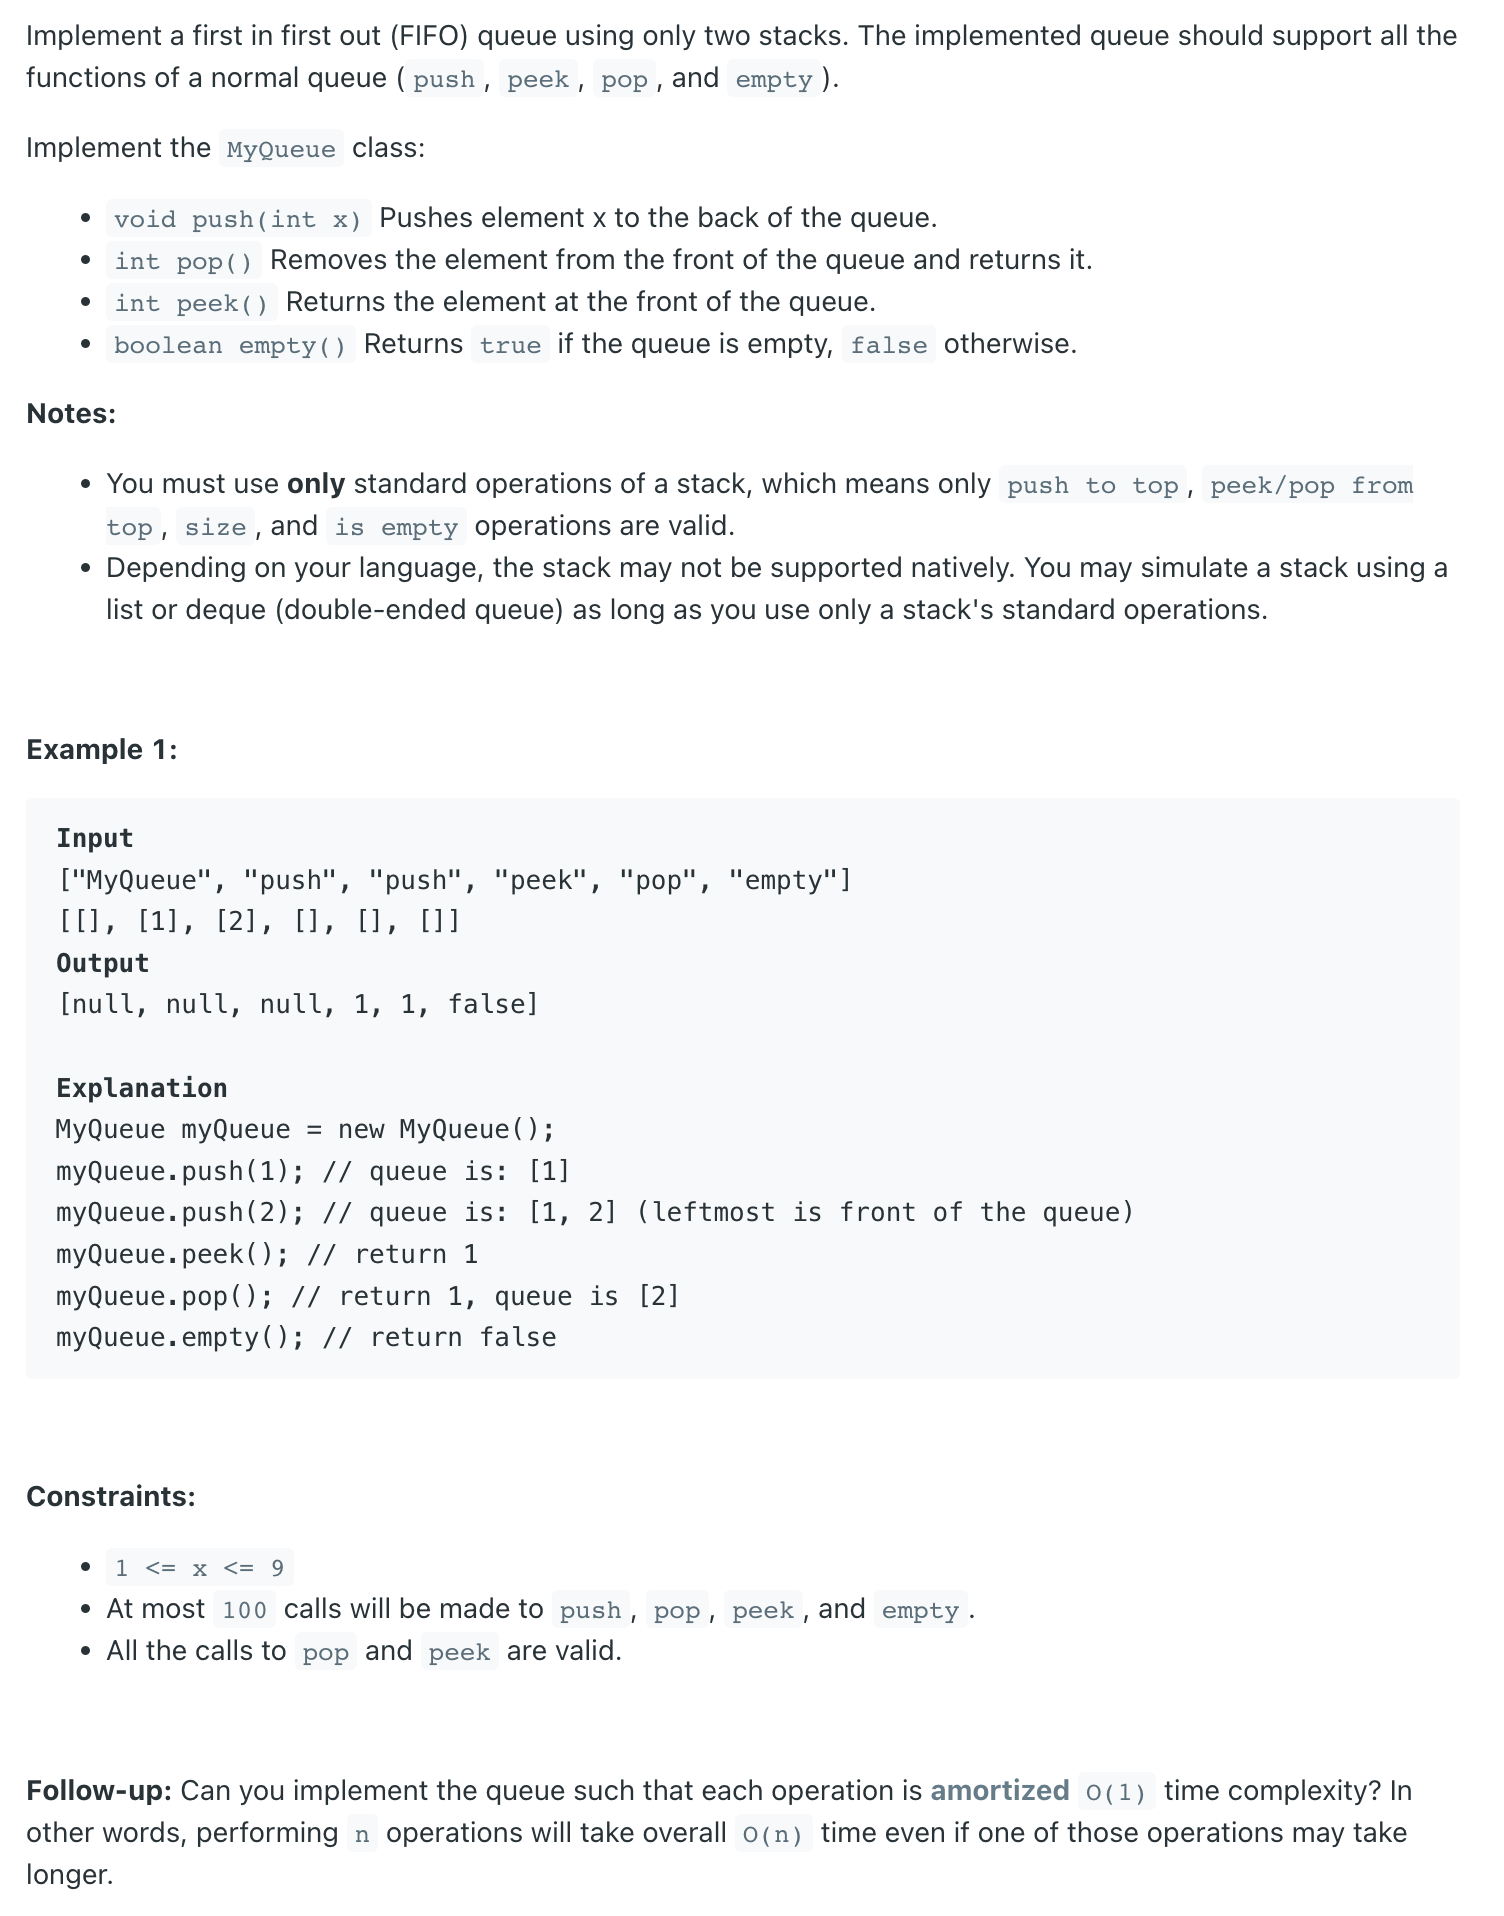 Implement a first in first out (FIFO) queue using only two stacks. The implemented queue should support all the
functions of a normal queue (push, peek, pop, and empty).
Implement the MyQueue class:
• void push(int x) Pushes element x to the back of the queue.
• int pop() Removes the element from the front of the queue and returns it.
• int peek() Returns the element at the front of the queue.
• boolean empty() Returns true if the queue is empty, false otherwise.
Notes:
• You must use only standard operations of a stack, which means only push to top, peek/pop from
top, size, and is empty operations are valid.
• Depending on your language, the stack may not be supported natively. You may simulate a stack using a
list or deque (double-ended queue) as long as you use only a stack's standard operations.
Example 1:
Input
["MyQueue", "push", "push", "peek", "pop", "empty"]
[[], [1], [2], [], [], []]
Output
[null, null, null, 1, 1, false]
Explanation
MyQueue myQueue = new MyQueue();
myQueue.push(1); // queue is: [1]
myQueue.push(2); // queue is: [1, 2] (leftmost is front of the queue)
myQueue.peek(); // return 1
myQueue.pop(); // return 1, queue is [2]
myQueue.empty(); // return false
Constraints:
• 1 <= x <= 9
• At most 100 calls will be made to push, pop, peek, and empty.
• All the calls to pop and peek are valid.
Follow-up: Can you implement the queue such that each operation is amortized O(1) time complexity? In
other words, performing n operations will take overall O(n) time even if one of those operations may take
longer.